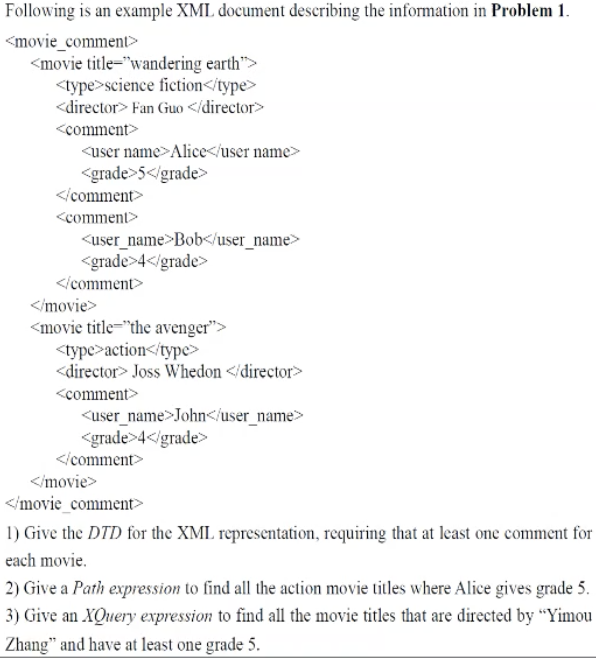 Following is an example XML document describing the information in Problem 1.
<movie_comment>
<movie title=”wandering earth”>
<type>science fiction</type>
<director> Fan Guo </director>
<comment>
<user name>Alice</user name>
<grade>5</grade>
</comment>
<comment>
<user_name>Bob</user_name>
<grade>4</grade>
</comment>
</movie>
<movie title=”the avenger”>
<type>action</type>
<director> Joss Whedon </director>
<comment>
<user_name>John</user_name>
<grade>4</grade>
</comment>
</movie>
</movie_comment>
1) Give the DTD for the XML representation, requiring that at least one comment for
each movie.
2) Give a Path expression to find all the action movie titles where Alice gives grade 5.
3) Give an XQuery expression to find all the movie titles that are directed by “Yimou
Zhang” and have at least one grade 5.